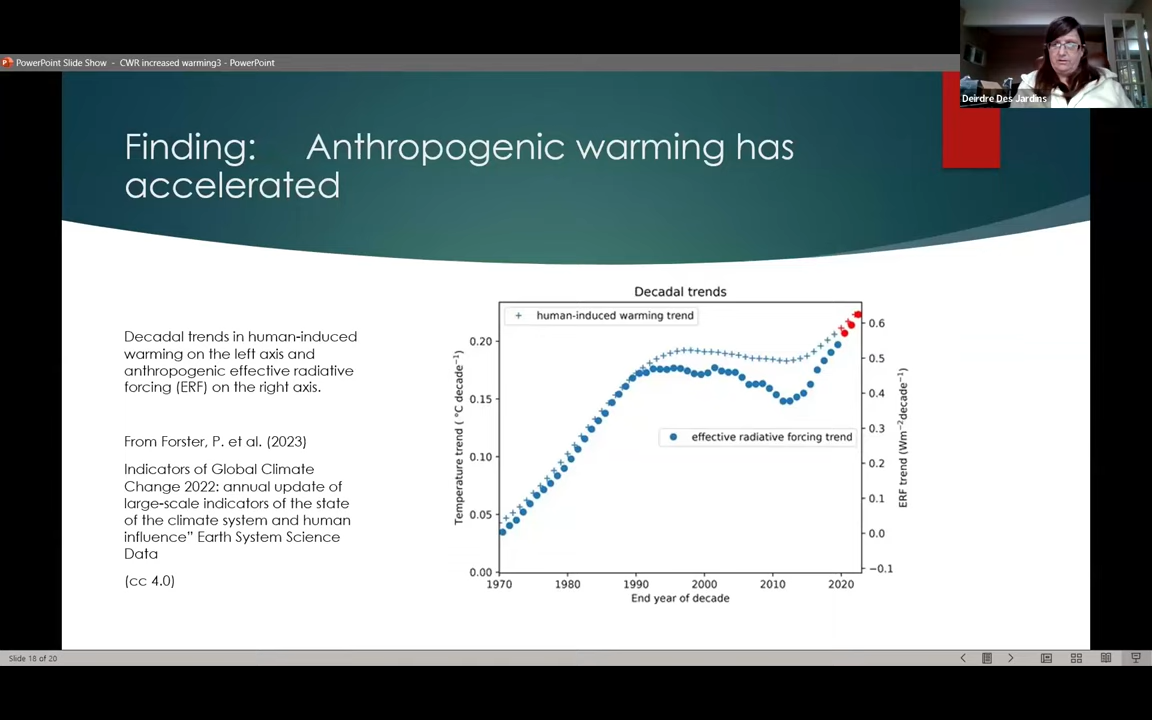 PowerPoint Slide Show - CWR increased warming3 - PowerPoint
Deirdre Des Jardins
Finding: Anthropogenic warming has
accelerated
Decadal trends in human-induced
warming on the left axis and
anthropogenic effective radiative
forcing (ERF) on the right axis.
From Forster, P. et al. (2023)
Indicators of Global Climate
Change 2022: annual update of
large-scale indicators of the state
of the climate system and human
influence” Earth System Science
Data
(cc 4.0)
Decadal trends
+ human-induced warming trend
effective radiative forcing trend
Temperature trend ( °C decade⁻¹)
0.20
0.15
0.10
0.05
0.00
ERF trend (Wm⁻²decade⁻¹)
0.6
0.5
0.4
0.3
0.2
0.1
0.0
−0.1
1970 1980 1990 2000 2010 2020
End year of decade
Slide 18 of 20